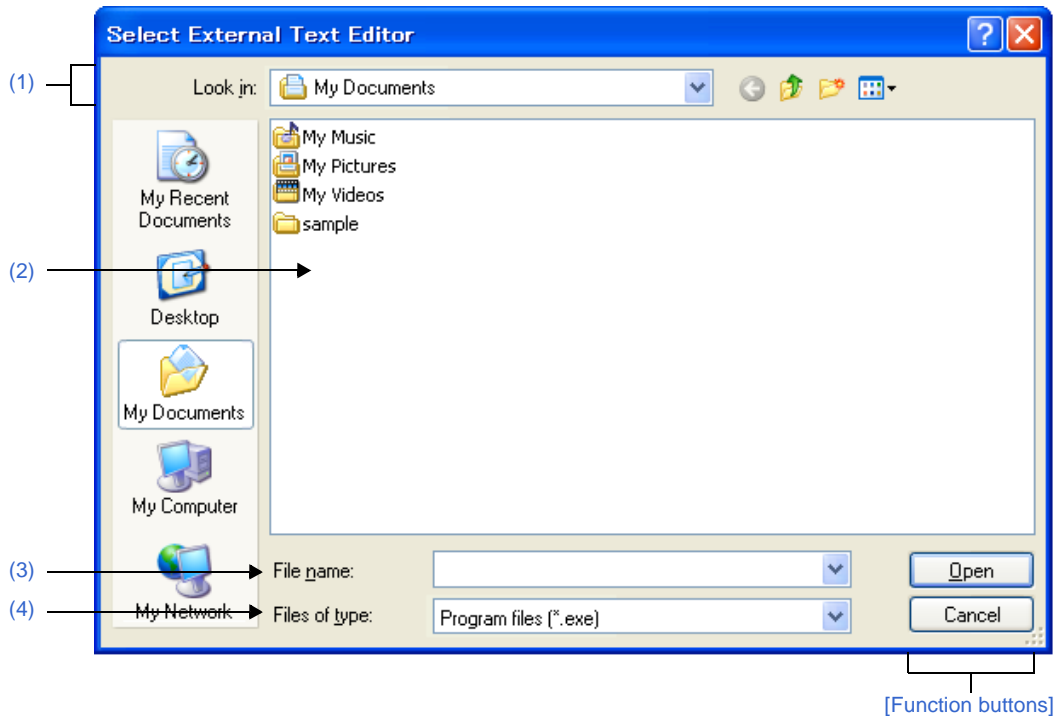 Select External Text Editor
(1)
Look in:
My Documents
My Recent
Documents
Desktop
My Documents
My Computer
My Network
My Music
My Pictures
My Videos
sample
(2)
(3)
File name:
Open
(4)
Files of type:
Program files (*.exe)
Cancel
[Function buttons]